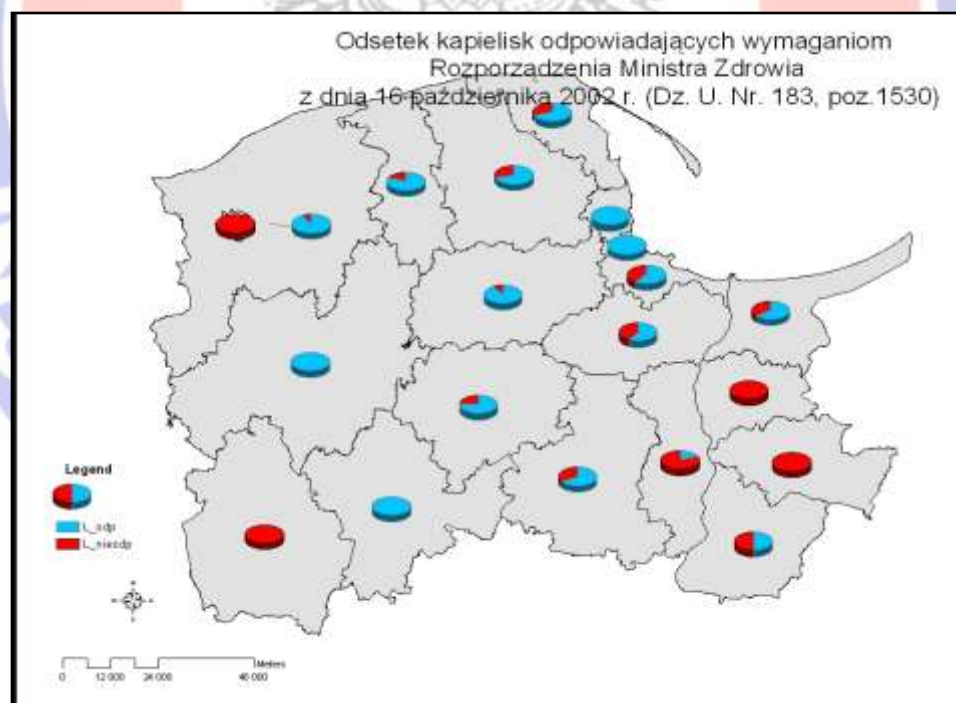 Odsetek kapielisk odpowiadających wymaganiom
Rozporzadzenia Ministra Zdrowia
z dnia 16 października 2002 r. (Dz. U. Nr. 183, poz.1530)
Legend
L_odp
L_nieodp
Meters
0 12 000 24 000 48 000